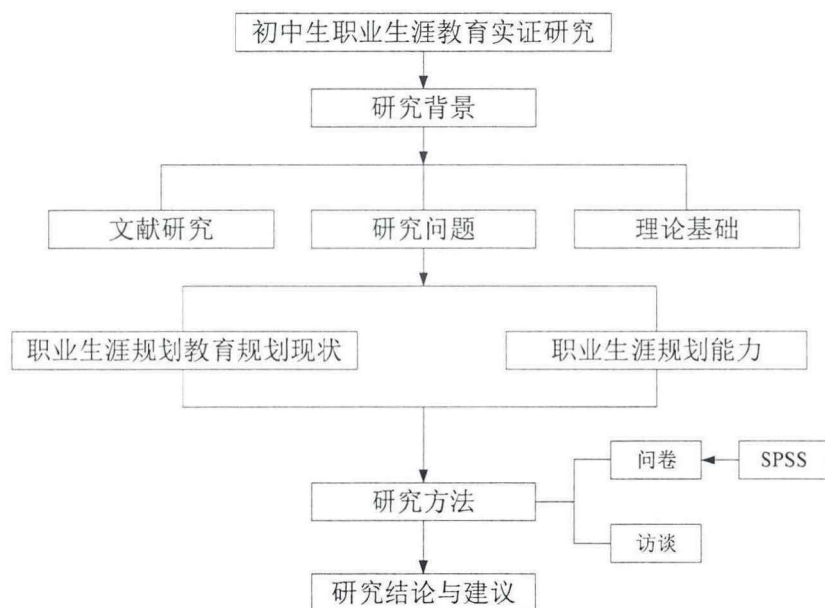 初中生职业生涯教育实证研究
研究背景
文献研究
研究问题
理论基础
职业生涯规划教育规划现状
职业生涯规划能力
问卷
SPSS
研究方法
访谈
研究结论与建议